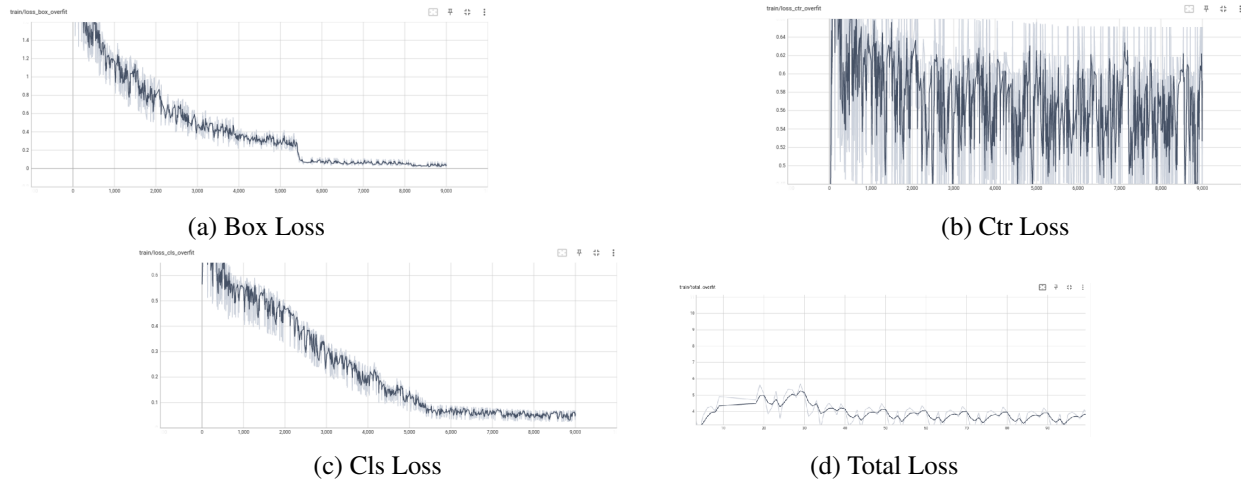 train/loss_box_overfit
1.4
1.2
1
0.8
0.6
0.4
0.2
0
0 1,000 2,000 3,000 4,000 5,000 6,000 7,000 8,000 9,000
(a) Box Loss
train/loss_ctr_overfit
0.64
0.62
0.6
0.58
0.56
0.54
0.52
0.5
0 1,000 2,000 3,000 4,000 5,000 6,000 7,000 8,000 9,000
(b) Ctr Loss
train/loss_cls_overfit
0.5
0.4
0.3
0.2
0.1
0 1,000 2,000 3,000 4,000 5,000 6,000 7,000 8,000 9,000
(c) Cls Loss
train/total_overfit
(d) Total Loss